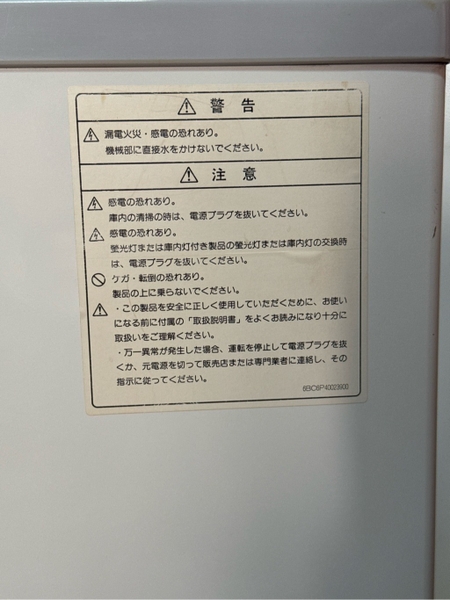 警告
漏電火災・感電の恐れあり。
機械部に直接水をかけないでください。
注意
感電の恐れあり。
庫内の清掃の時は、電源プラグを抜いてください。
感電の恐れあり。
螢光灯または庫内灯付き製品の螢光灯または庫内灯の交換時
は、電源プラグを抜いてください。
ケガ・転倒の恐れあり。
製品の上に乗らないでください。
・この製品を安全に正しく使用していただくために、お使い
になる前に付属の「取扱説明書」をよくお読みになり十分に
取扱いをご理解ください。
・万一異常が発生した場合、運転を停止して電源プラグを抜
くか、元電源を切って販売店または専門業者に連絡し、その
指示に従ってください。
6BC8P40023900